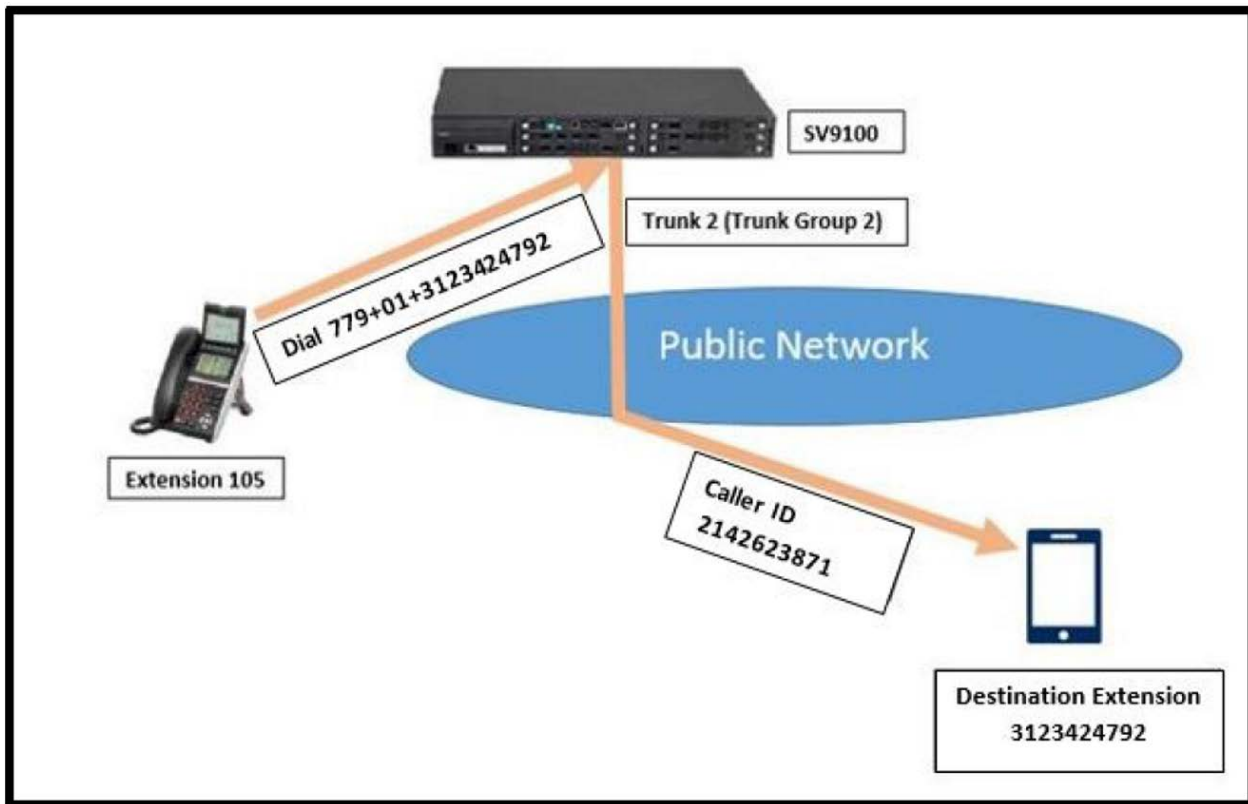 SV9100
Trunk 2 (Trunk Group 2)
Dial 779+01+3123424792
Public Network
Extension 105
Caller ID
2142623871
Destination Extension
3123424792